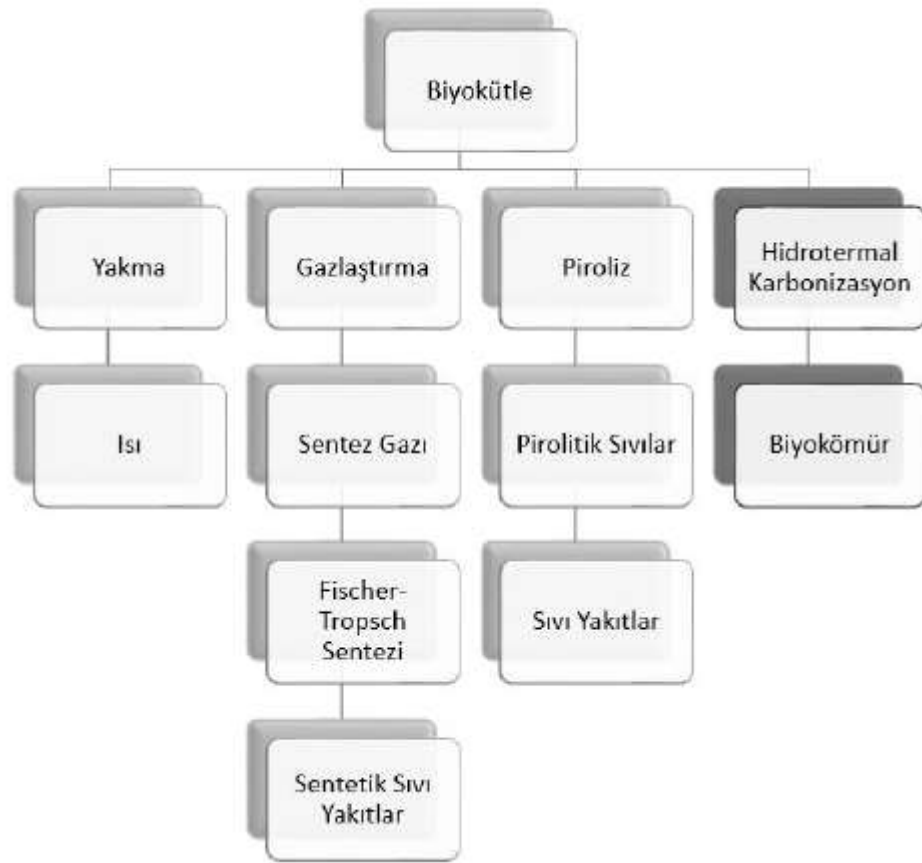 Biyokütle
Yakma
Gazlaştırma
Piroliz
Hidrotermal
Karbonizasyon
Isı
Sentez Gazı
Pirolitik Sıvılar
Biyokömür
Fischer-
Tropsch
Sentezi
Sıvı Yakıtlar
Sentetik Sıvı
Yakıtlar